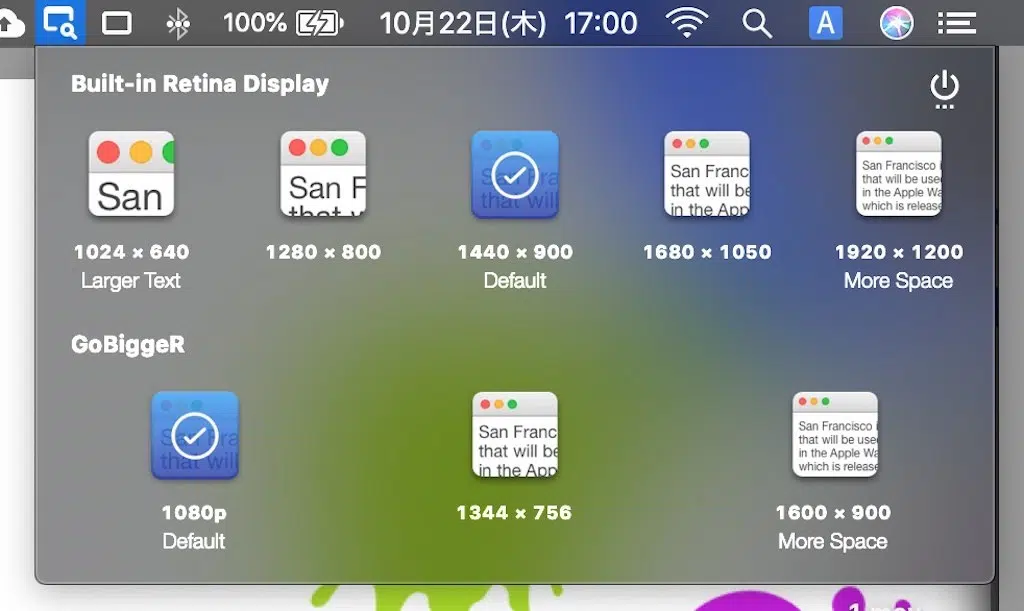 100% 10月22日(木) 17:00 A
Built-in Retina Display
San
San F
that w
San Fra
that will
San Franc
that will be
in the App
San Francisco i
that will be use
in the Apple Wa
which is release
1024 × 640
1280 × 800
1440 × 900
1680 × 1050
1920 × 1200
Larger Text
Default
More Space
GoBiggeR
San Fra
that will
San Franc
that will be
in the App
San Francisco i
that will be use
in the Apple Wa
which is release
1080p
1344 × 756
1600 × 900
Default
More Space